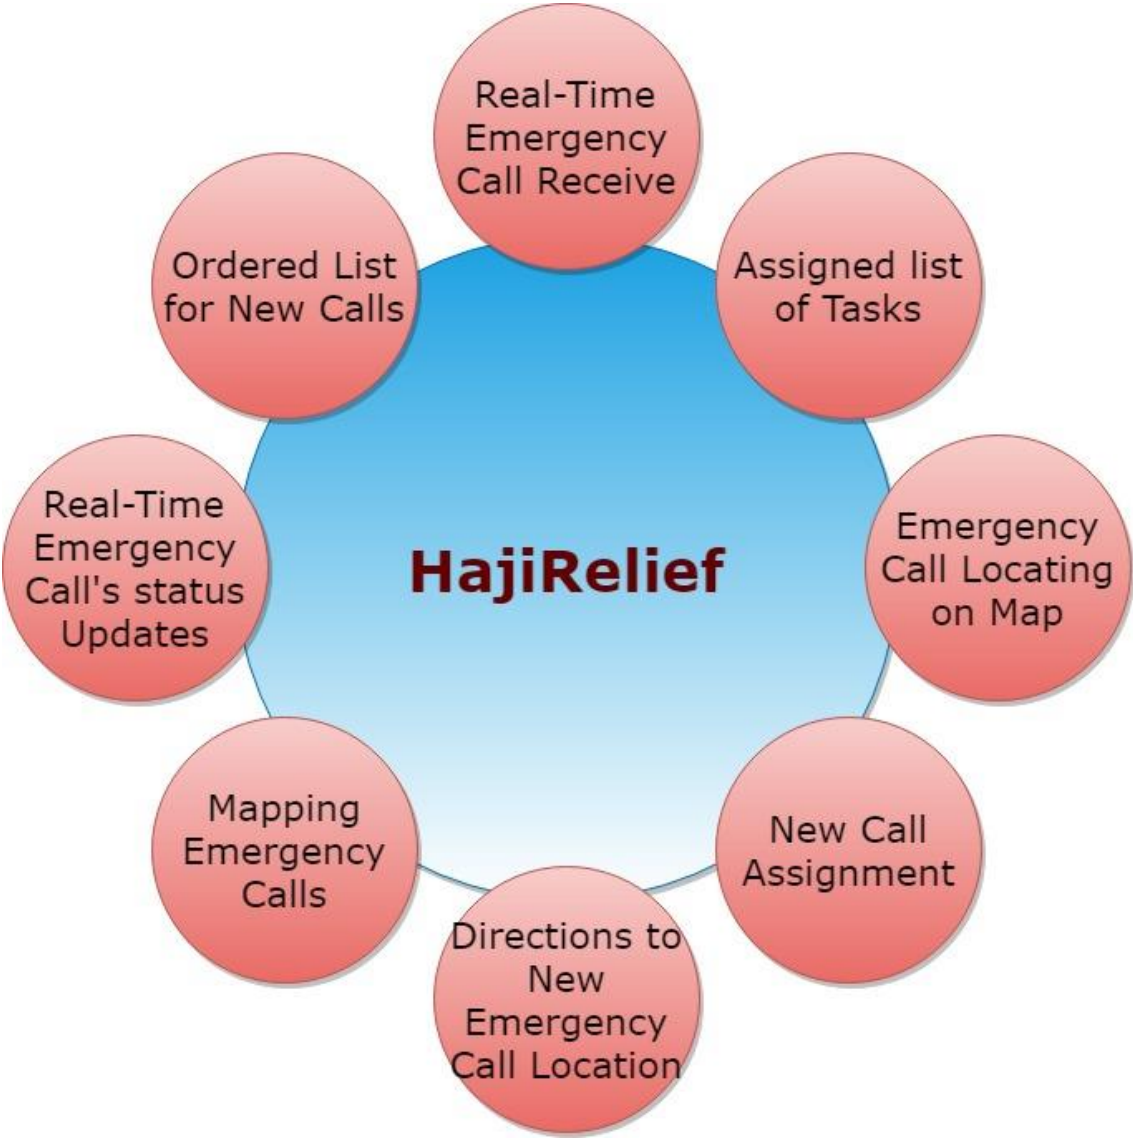 Real-Time
Emergency
Call Receive
Assigned list
of Tasks
Emergency
Call Locating
on Map
New Call
Assignment
Directions to
New
Emergency
Call Location
Mapping
Emergency
Calls
Real-Time
Emergency
Call's status
Updates
Ordered List
for New Calls
HajiRelief